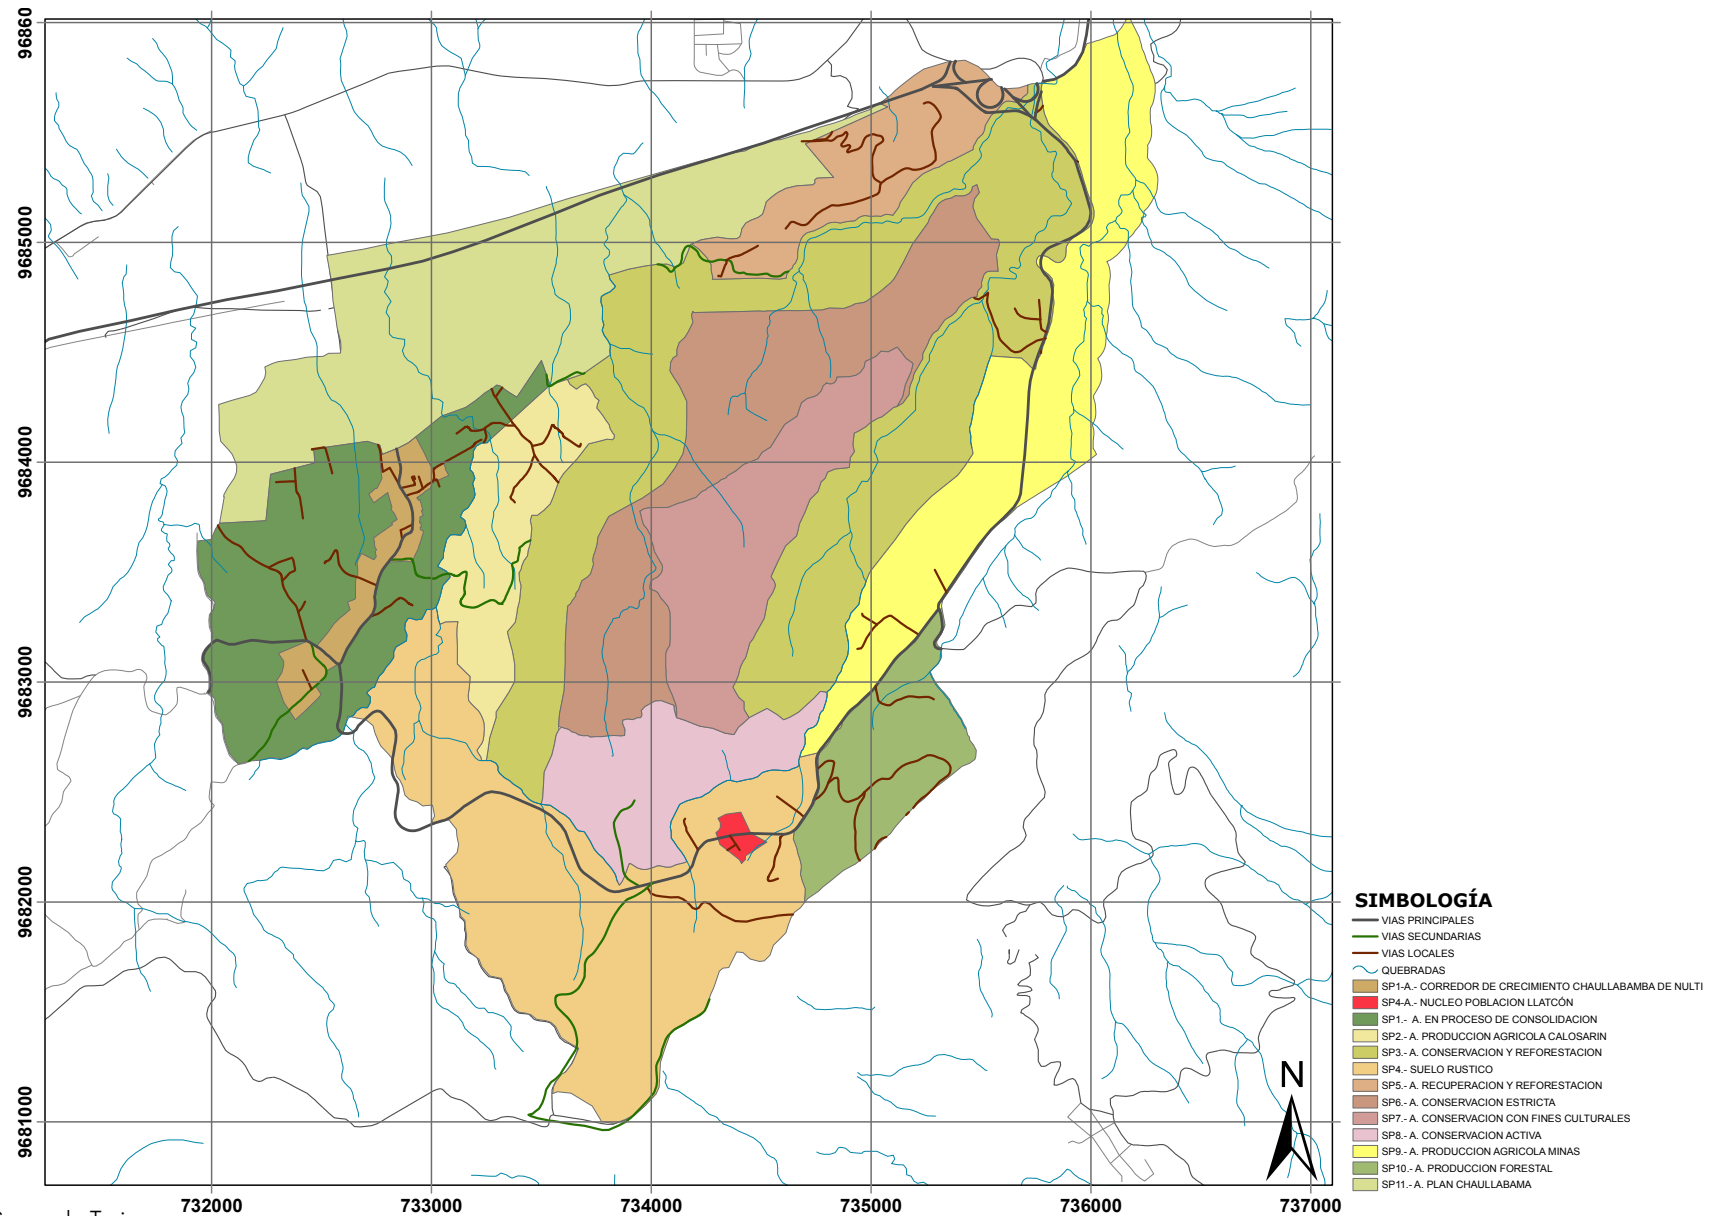 96860
9685000
9684000
9683000
9682000
9681000
732000
733000
734000
735000
736000
737000
N
SIMBOLOGÍA
VIAS PRINCIPALES
VIAS SECUNDARIAS
VIAS LOCALES
QUEBRADAS
SP1-A.- CORREDOR DE CRECIMIENTO CHAULLABAMBA DE NULTI
SP4-A.- NUCLEO POBLACION LLATCÓN
SP1.- A. EN PROCESO DE CONSOLIDACION
SP2.- A. PRODUCCION AGRICOLA CALOSARIN
SP3.- A. CONSERVACION Y REFORESTACION
SP4.- SUELO RUSTICO
SP5.- A. RECUPERACION Y REFORESTACION
SP6.- A. CONSERVACION ESTRICTA
SP7.- A. CONSERVACION CON FINES CULTURALES
SP8.- A. CONSERVACION ACTIVA
SP9.- A. PRODUCCION AGRICOLA MINAS
SP10.- A. PRODUCCION FORESTAL
SP11.- A. PLAN CHAULLABAMA